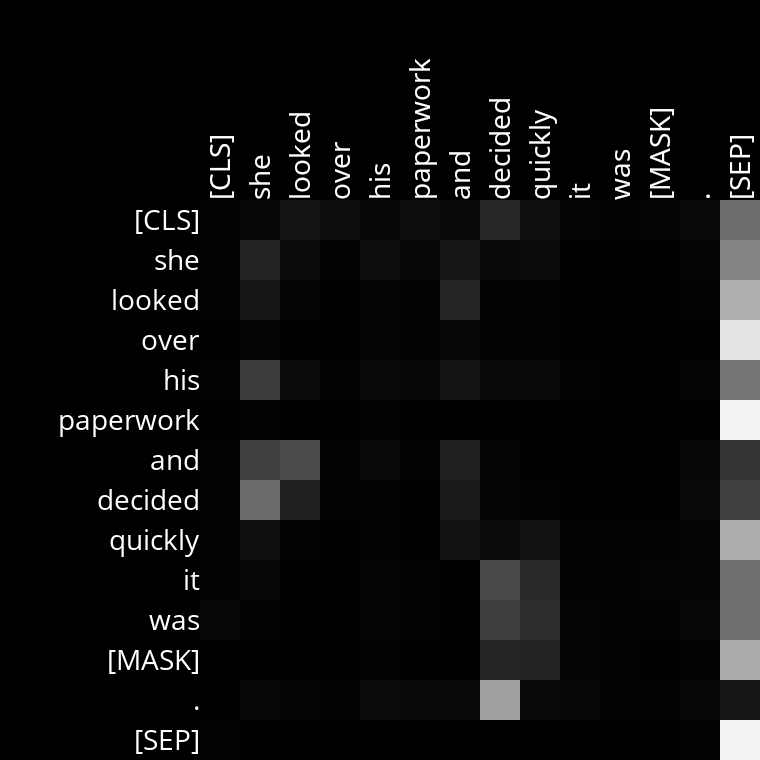 [CLS]
she
looked
over
his
paperwork
and
decided
quickly
it
was
[MASK]
.
[SEP]
[CLS]
she
looked
over
his
paperwork
and
decided
quickly
it
was
[MASK]
.
[SEP]